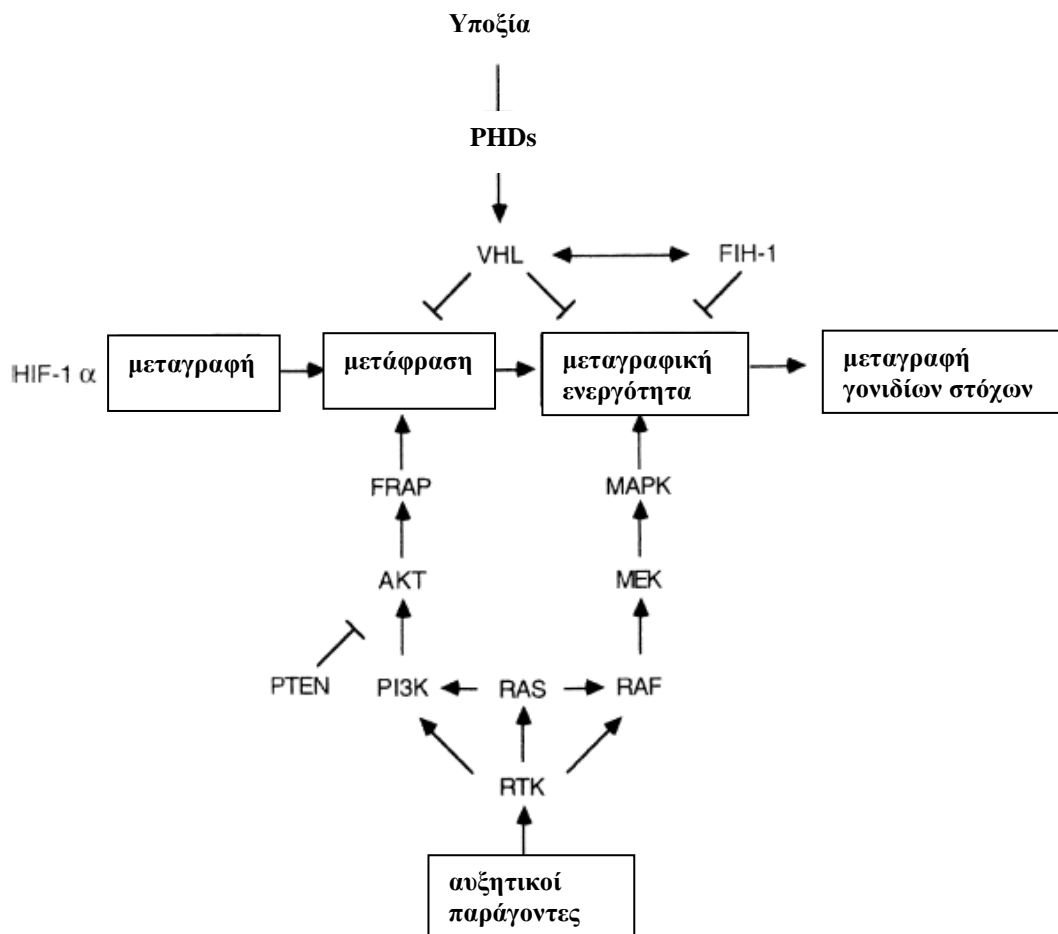 Υποξία
PHDs
VHL
FIH-1
HIF-1 α
μεταγραφή
μετάφραση
μεταγραφική
ενεργότητα
μεταγραφή
γονιδίων στόχων
FRAP
MAPK
AKT
MEK
PTEN
PI3K
RAS
RAF
RTK
αυξητικοί
παράγοντες